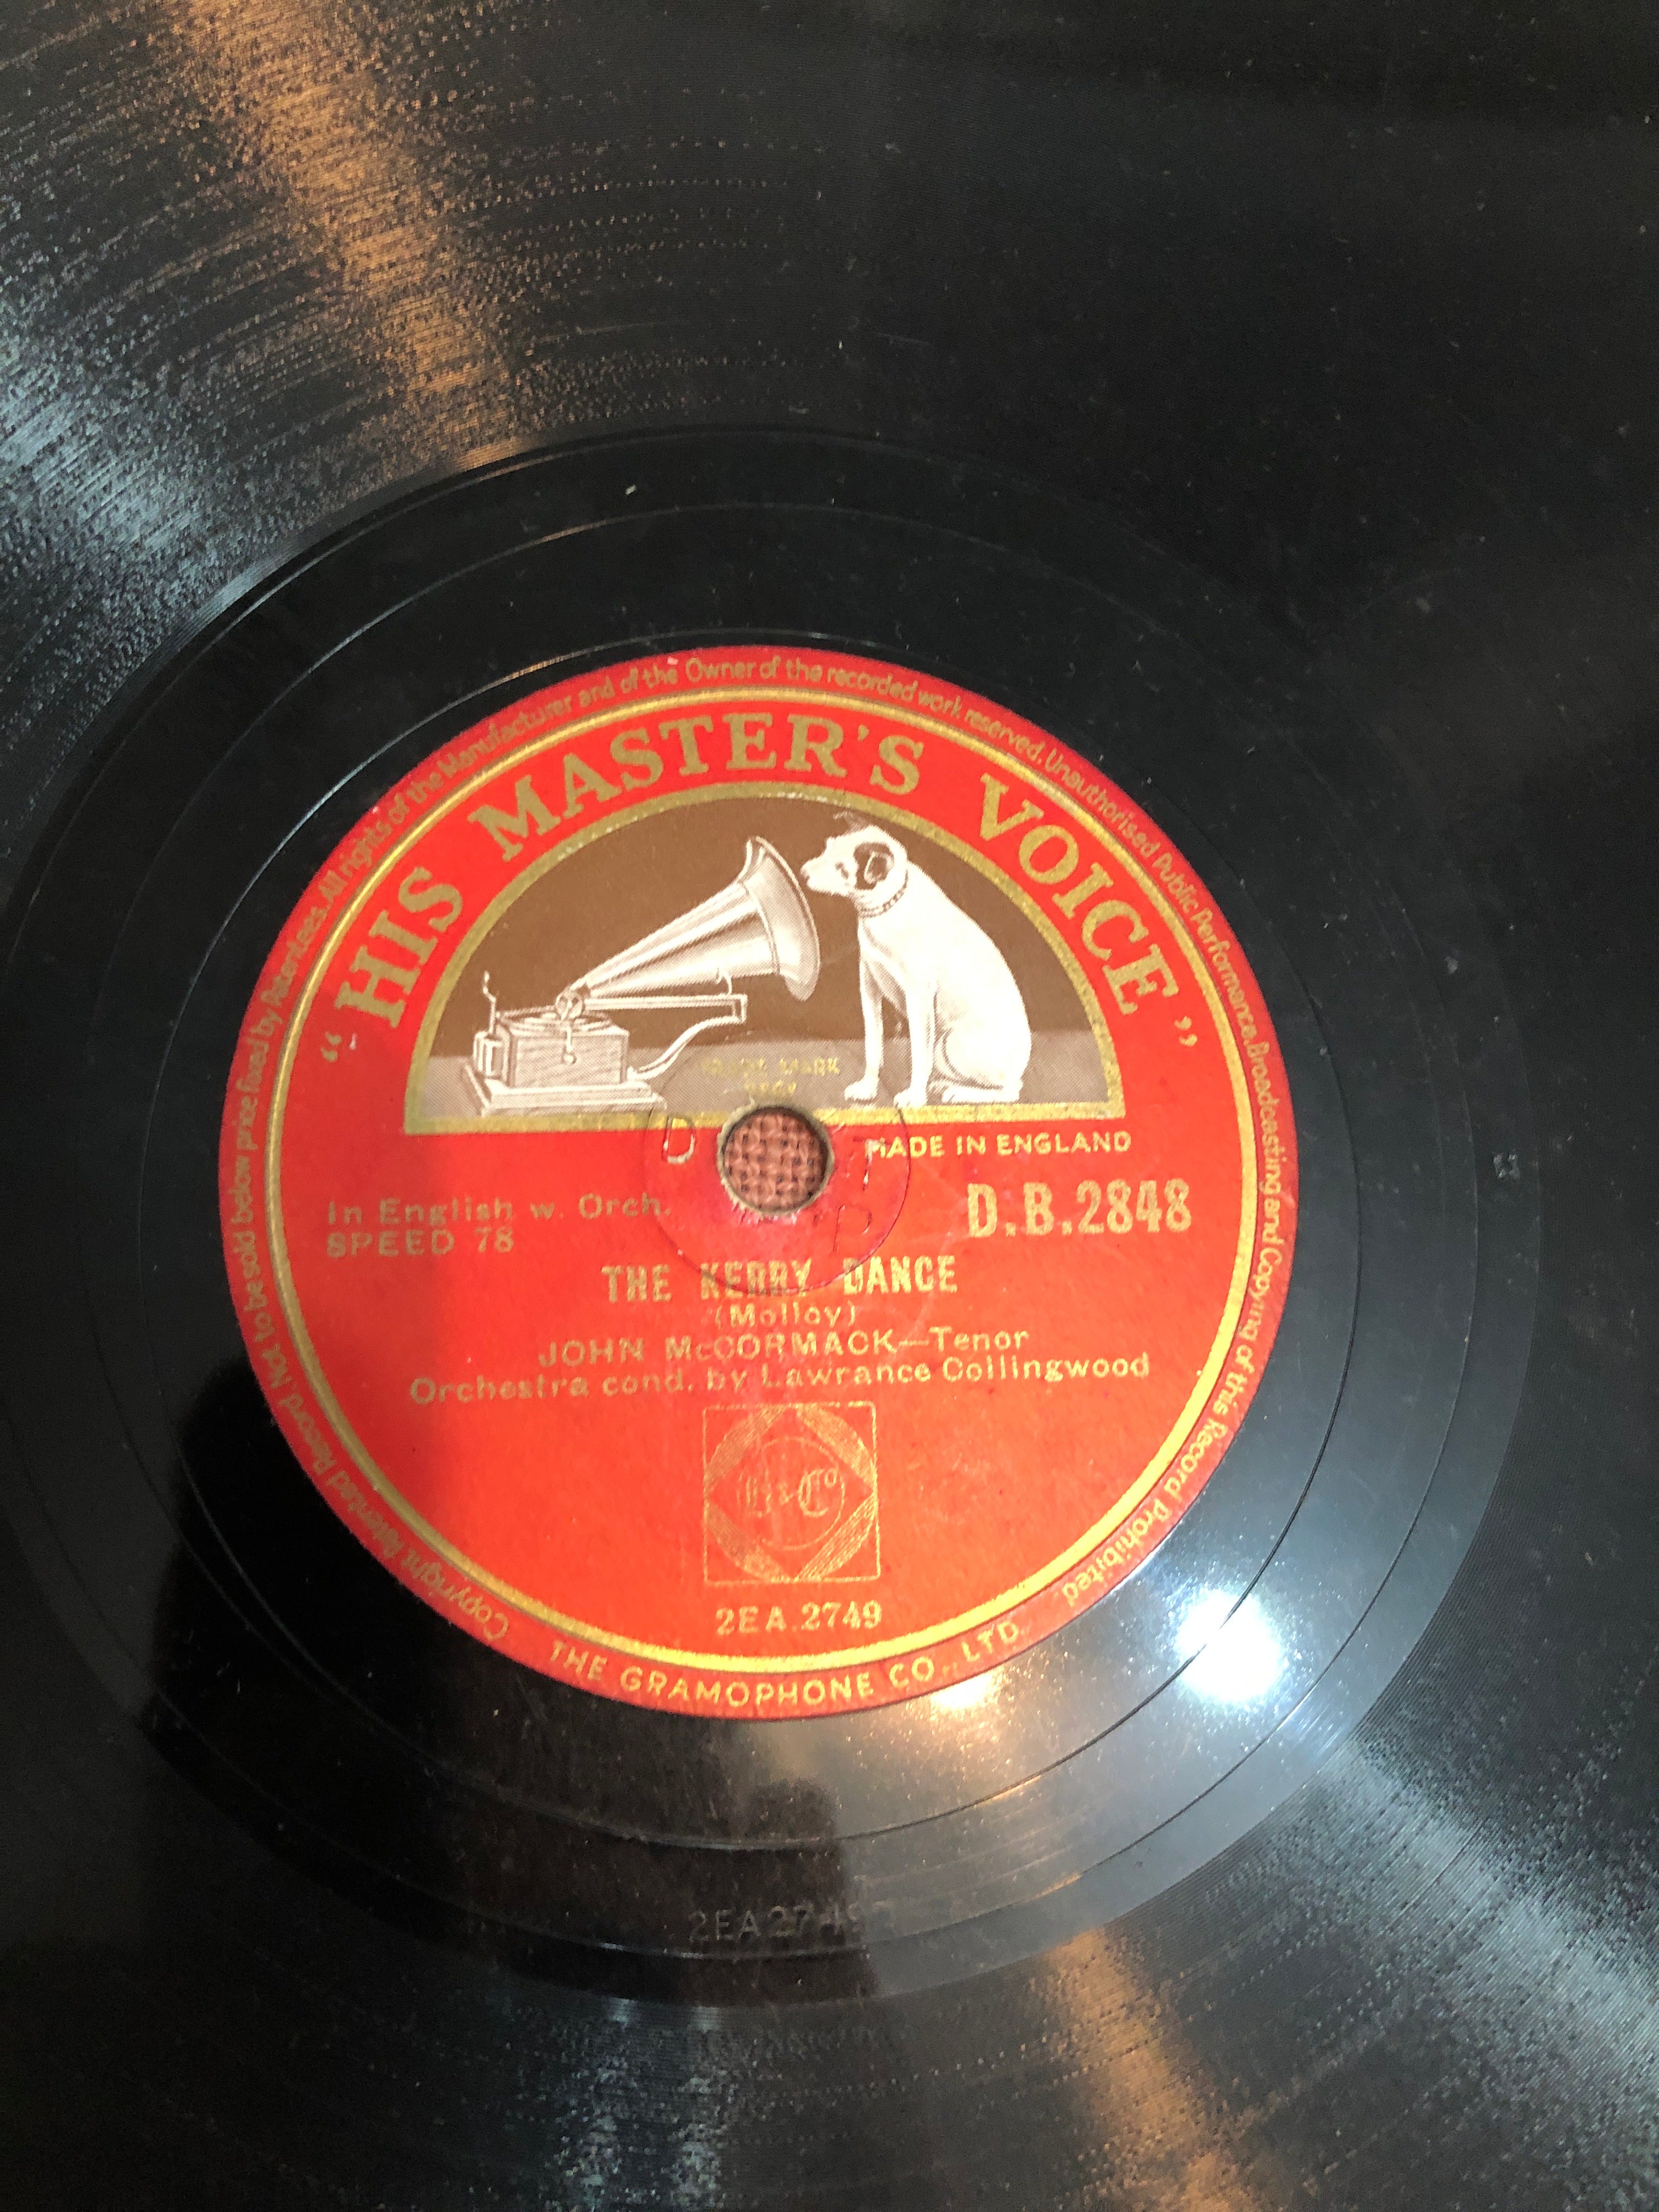 Copyright Patented Record. Not to be sold below price fixed by Patentees. All rights of the Manufacturer and of the Owner of the recorded work reserved. Unauthorised Public Performance, Broadcasting and Copying of this Record Prohibited
"HIS MASTER'S VOICE"
TRADE MARK
MADE IN ENGLAND
In English w. Orch.
SPEED 78
D.B.2848
THE KERRY DANCE
(Molloy)
JOHN McCORMACK—Tenor
Orchestra cond. by Lawrance Collingwood
G & Co
2EA.2749
THE GRAMOPHONE CO., LTD.